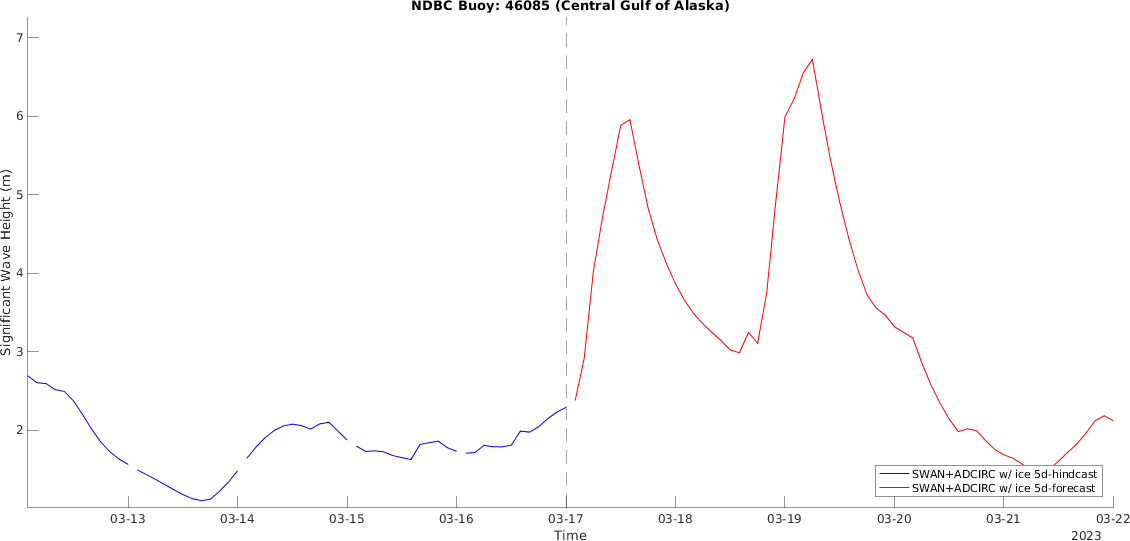 NDBC Buoy: 46085 (Central Gulf of Alaska)
7
6
5
4
3
2
Significant Wave Height (m)
SWAN+ADCIRC w/ ice 5d-hindcast
SWAN+ADCIRC w/ ice 5d-forecast
03-13 03-14 03-15 03-16 03-17 03-18 03-19 03-20 03-21 03-22
Time
2023